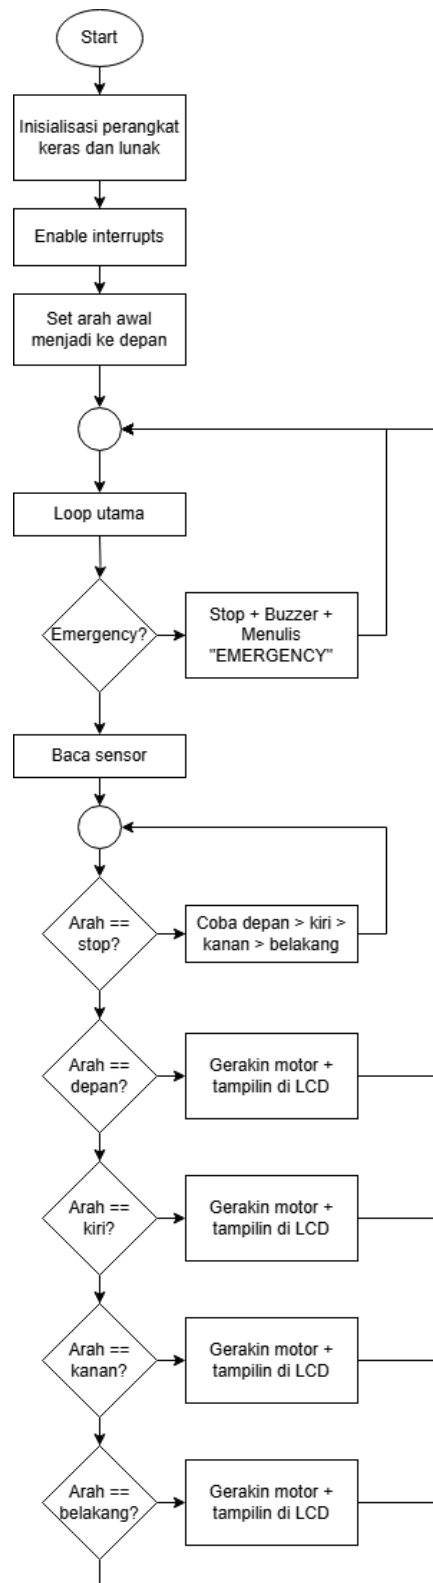 Start
Inisialisasi perangkat
keras dan lunak
Enable interrupts
Set arah awal
menjadi ke depan
Loop utama
Emergency?
Stop + Buzzer +
Menulis
"EMERGENCY"
Baca sensor
Arah ==
stop?
Coba depan > kiri >
kanan > belakang
Arah ==
depan?
Gerakin motor +
tampilin di LCD
Arah ==
kiri?
Gerakin motor +
tampilin di LCD
Arah ==
kanan?
Gerakin motor +
tampilin di LCD
Arah ==
belakang?
Gerakin motor +
tampilin di LCD